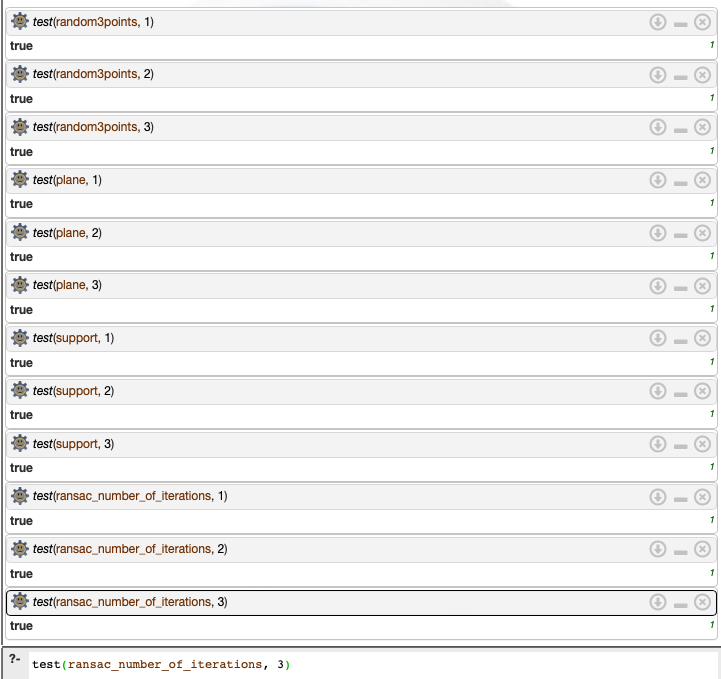 test(random3points, 1)
true 1
test(random3points, 2)
true 1
test(random3points, 3)
true 1
test(plane, 1)
true 1
test(plane, 2)
true 1
test(plane, 3)
true 1
test(support, 1)
true 1
test(support, 2)
true 1
test(support, 3)
true 1
test(ransac_number_of_iterations, 1)
true 1
test(ransac_number_of_iterations, 2)
true 1
test(ransac_number_of_iterations, 3)
true 1
?- test(ransac_number_of_iterations, 3)